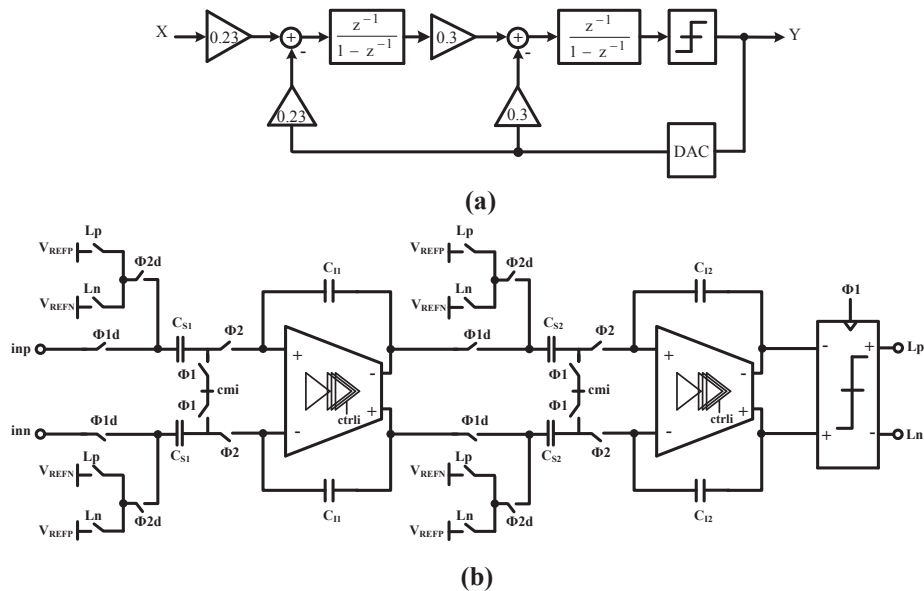 X
0.23
+
-
z⁻¹
1 − z⁻¹
0.3
+
-
z⁻¹
1 − z⁻¹
Y
0.23
0.3
DAC
(a)
Lp
VREFP
Φ2d
Ln
VREFN
Lp
VREFP
Φ2d
Ln
VREFN
CI1
CI2
Φ1
inp
Φ1d
CS1
Φ2
Φ1d
CS2
Φ2
Φ1
cmi
Φ1
+
-
+
-
ctrli
Φ1
cmi
Φ1
+
-
+
-
ctrli
-
+
+
-
Lp
Ln
inn
Φ1d
CS1
Φ2
Φ1d
CS2
Φ2
Lp
VREFN
Φ2d
Ln
VREFP
Lp
VREFN
Φ2d
Ln
VREFP
CI1
CI2
(b)